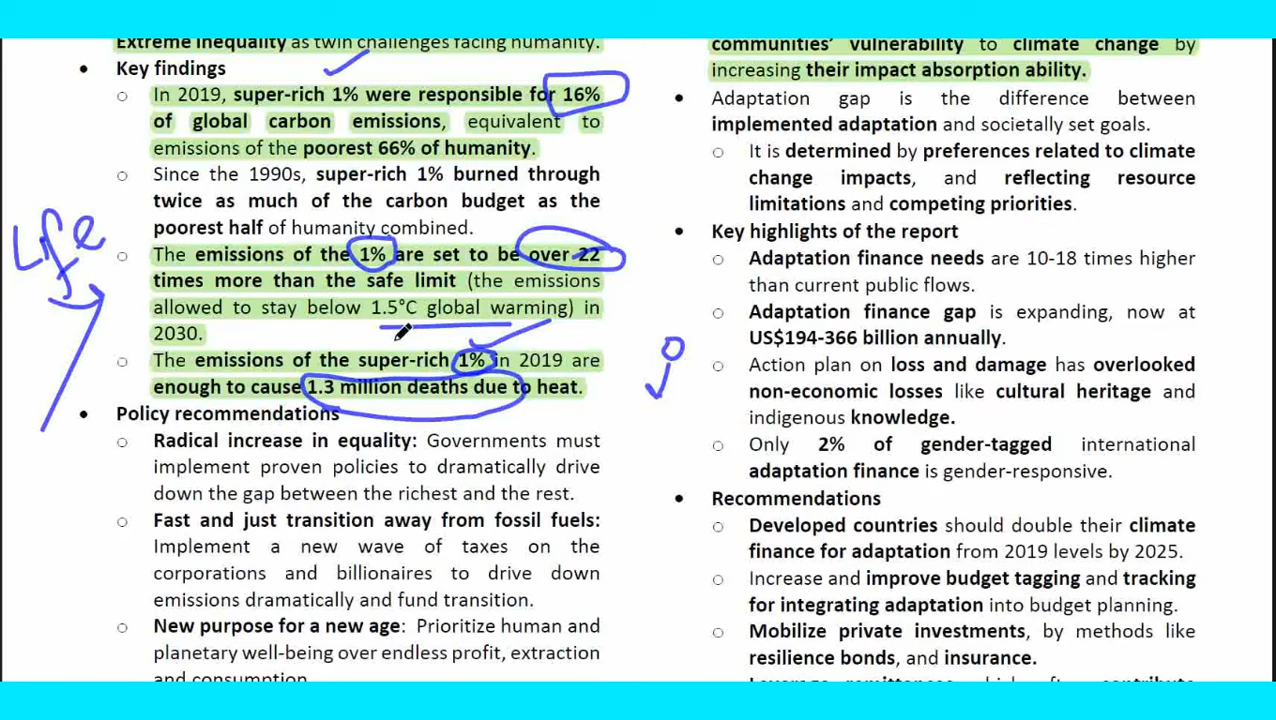 Extreme Inequality as twin challenges facing humanity.
• Key findings
○ In 2019, super-rich 1% were responsible for 16%
of global carbon emissions, equivalent to
emissions of the poorest 66% of humanity.
○ Since the 1990s, super-rich 1% burned through
twice as much of the carbon budget as the
poorest half of humanity combined.
○ The emissions of the 1% are set to be over 22
times more than the safe limit (the emissions
allowed to stay below 1.5°C global warming) in
2030.
○ The emissions of the super-rich 1% in 2019 are
enough to cause 1.3 million deaths due to heat.
• Policy recommendations
○ Radical increase in equality: Governments must
implement proven policies to dramatically drive
down the gap between the richest and the rest.
○ Fast and just transition away from fossil fuels:
Implement a new wave of taxes on the
corporations and billionaires to drive down
emissions dramatically and fund transition.
○ New purpose for a new age: Prioritize human and
planetary well-being over endless profit, extraction
and consumption.
Life
communities' vulnerability to climate change by
increasing their impact absorption ability.
• Adaptation gap is the difference between
implemented adaptation and societally set goals.
○ It is determined by preferences related to climate
change impacts, and reflecting resource
limitations and competing priorities.
• Key highlights of the report
○ Adaptation finance needs are 10-18 times higher
than current public flows.
○ Adaptation finance gap is expanding, now at
US$194-366 billion annually.
○ Action plan on loss and damage has overlooked
non-economic losses like cultural heritage and
indigenous knowledge.
○ Only 2% of gender-tagged international
adaptation finance is gender-responsive.
• Recommendations
○ Developed countries should double their climate
finance for adaptation from 2019 levels by 2025.
○ Increase and improve budget tagging and tracking
for integrating adaptation into budget planning.
○ Mobilize private investments, by methods like
resilience bonds, and insurance.
○ Leverage remittances which often contribute